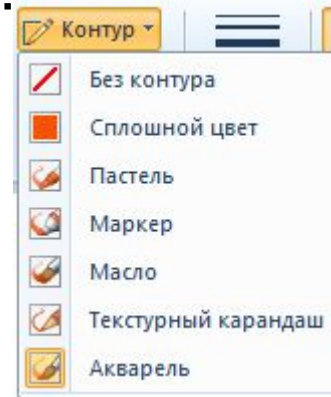 Контур
Без контура
Сплошной цвет
Пастель
Маркер
Масло
Текстурный карандаш
Акварель